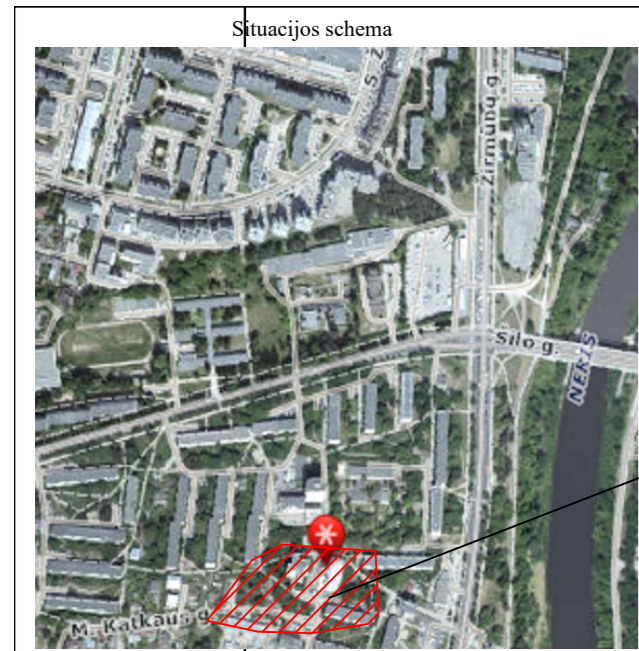 Situacijos schema
S. Ž
Žirmūnų g.
Šilo g.
NERIS
M. Katkaus g.